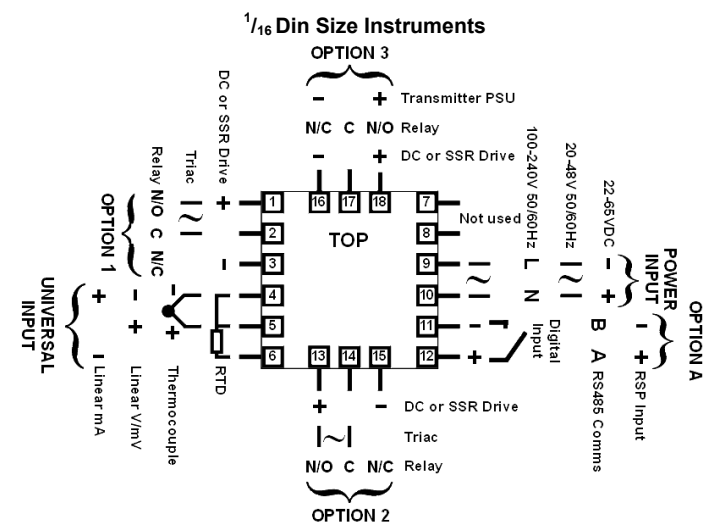 1/16 Din Size Instruments
OPTION 3
− + Transmitter PSU
N/C C N/O Relay
− + DC or SSR Drive
16 17 18
TOP
1
2
3
4
5
6
7
8
9
10
11
12
13 14 15
Not used
DC or SSR Drive
+ −
Triac
~
Relay N/O C N/C
OPTION 1
UNIVERSAL
INPUT
+ − Linear mA
− + Linear V/mV
− + Thermocouple
RTD
100-240V 50/60Hz L N
~
20-48V 50/60Hz
~
22-65VDC − +
POWER
INPUT
− +
Digital
Input
B A RS485 Comms
− + RSP Input
OPTION A
+ − DC or SSR Drive
~ Triac
N/O C N/C Relay
OPTION 2